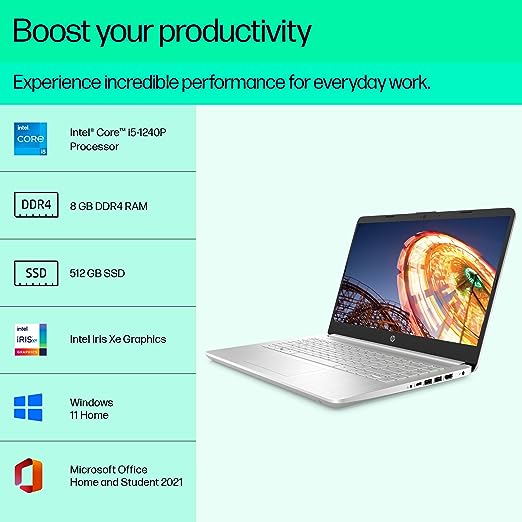 Boost your productivity
Experience incredible performance for everyday work.
intel
CORE
i5
Intel® Core™ i5-1240P
Processor
DDR4
8 GB DDR4 RAM
SSD
512 GB SSD
intel
iRIS Xe
GRAPHICS
Intel Iris Xe Graphics
Windows
11 Home
Microsoft Office
Home and Student 2021
hp